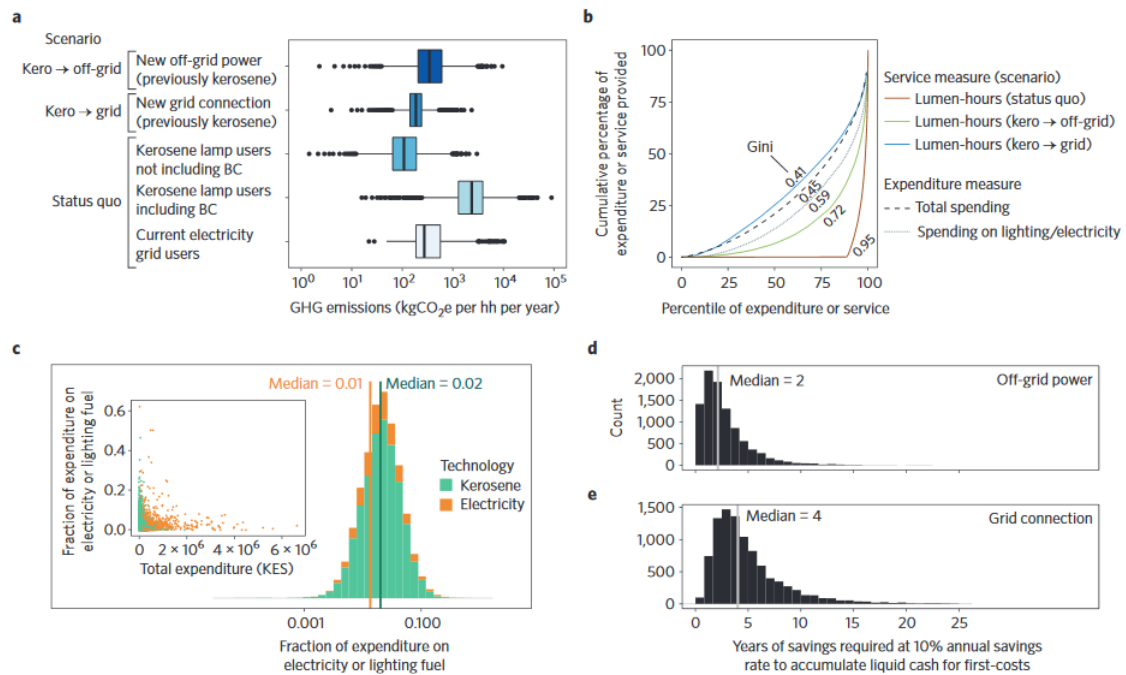 a
Scenario
Kero → off-grid
New off-grid power
(previously kerosene)
Kero → grid
New grid connection
(previously kerosene)
Status quo
Kerosene lamp users
not including BC
Kerosene lamp users
including BC
Current electricity
grid users
10⁰ 10¹ 10² 10³ 10⁴ 10⁵
GHG emissions (kgCO₂e per hh per year)
b
Cumulative percentage of
expenditure or service provided
100
75
50
25
0
Gini
0.41
0.45
0.59
0.72
0.95
0 25 50 75 100
Percentile of expenditure or service
Service measure (scenario)
Lumen-hours (status quo)
Lumen-hours (kero → off-grid)
Lumen-hours (kero → grid)
Expenditure measure
Total spending
Spending on lighting/electricity
c
Median = 0.01 Median = 0.02
Fraction of expenditure on
electricity or lighting fuel
0.6
0.4
0.2
0.0
0 2 × 10⁶ 4 × 10⁶ 6 × 10⁶
Total expenditure (KES)
Technology
Kerosene
Electricity
0.001 0.100
Fraction of expenditure on
electricity or lighting fuel
d
Count
2,000
1,500
1,000
500
0
Median = 2
Off-grid power
0 5 10 15 20 25
e
1,500
1,000
500
0
Median = 4
Grid connection
0 5 10 15 20 25
Years of savings required at 10% annual savings
rate to accumulate liquid cash for first-costs